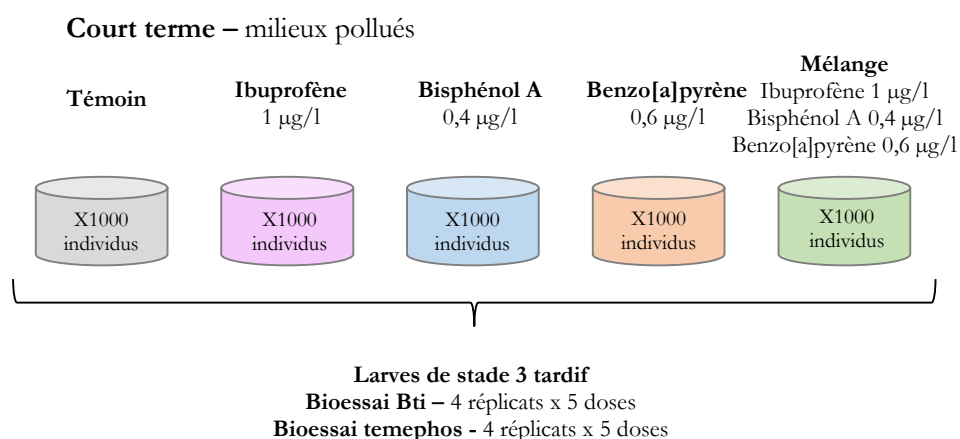 Court terme – milieux pollués
Témoin
Ibuprofène
1 µg/l
Bisphénol A
0,4 µg/l
Benzo[a]pyrène
0,6 µg/l
Mélange
Ibuprofène 1 µg/l
Bisphénol A 0,4 µg/l
Benzo[a]pyrène 0,6 µg/l
X1000
individus
X1000
individus
X1000
individus
X1000
individus
X1000
individus
Larves de stade 3 tardif
Bioessai Bti – 4 réplicats x 5 doses
Bioessai temephos - 4 réplicats x 5 doses